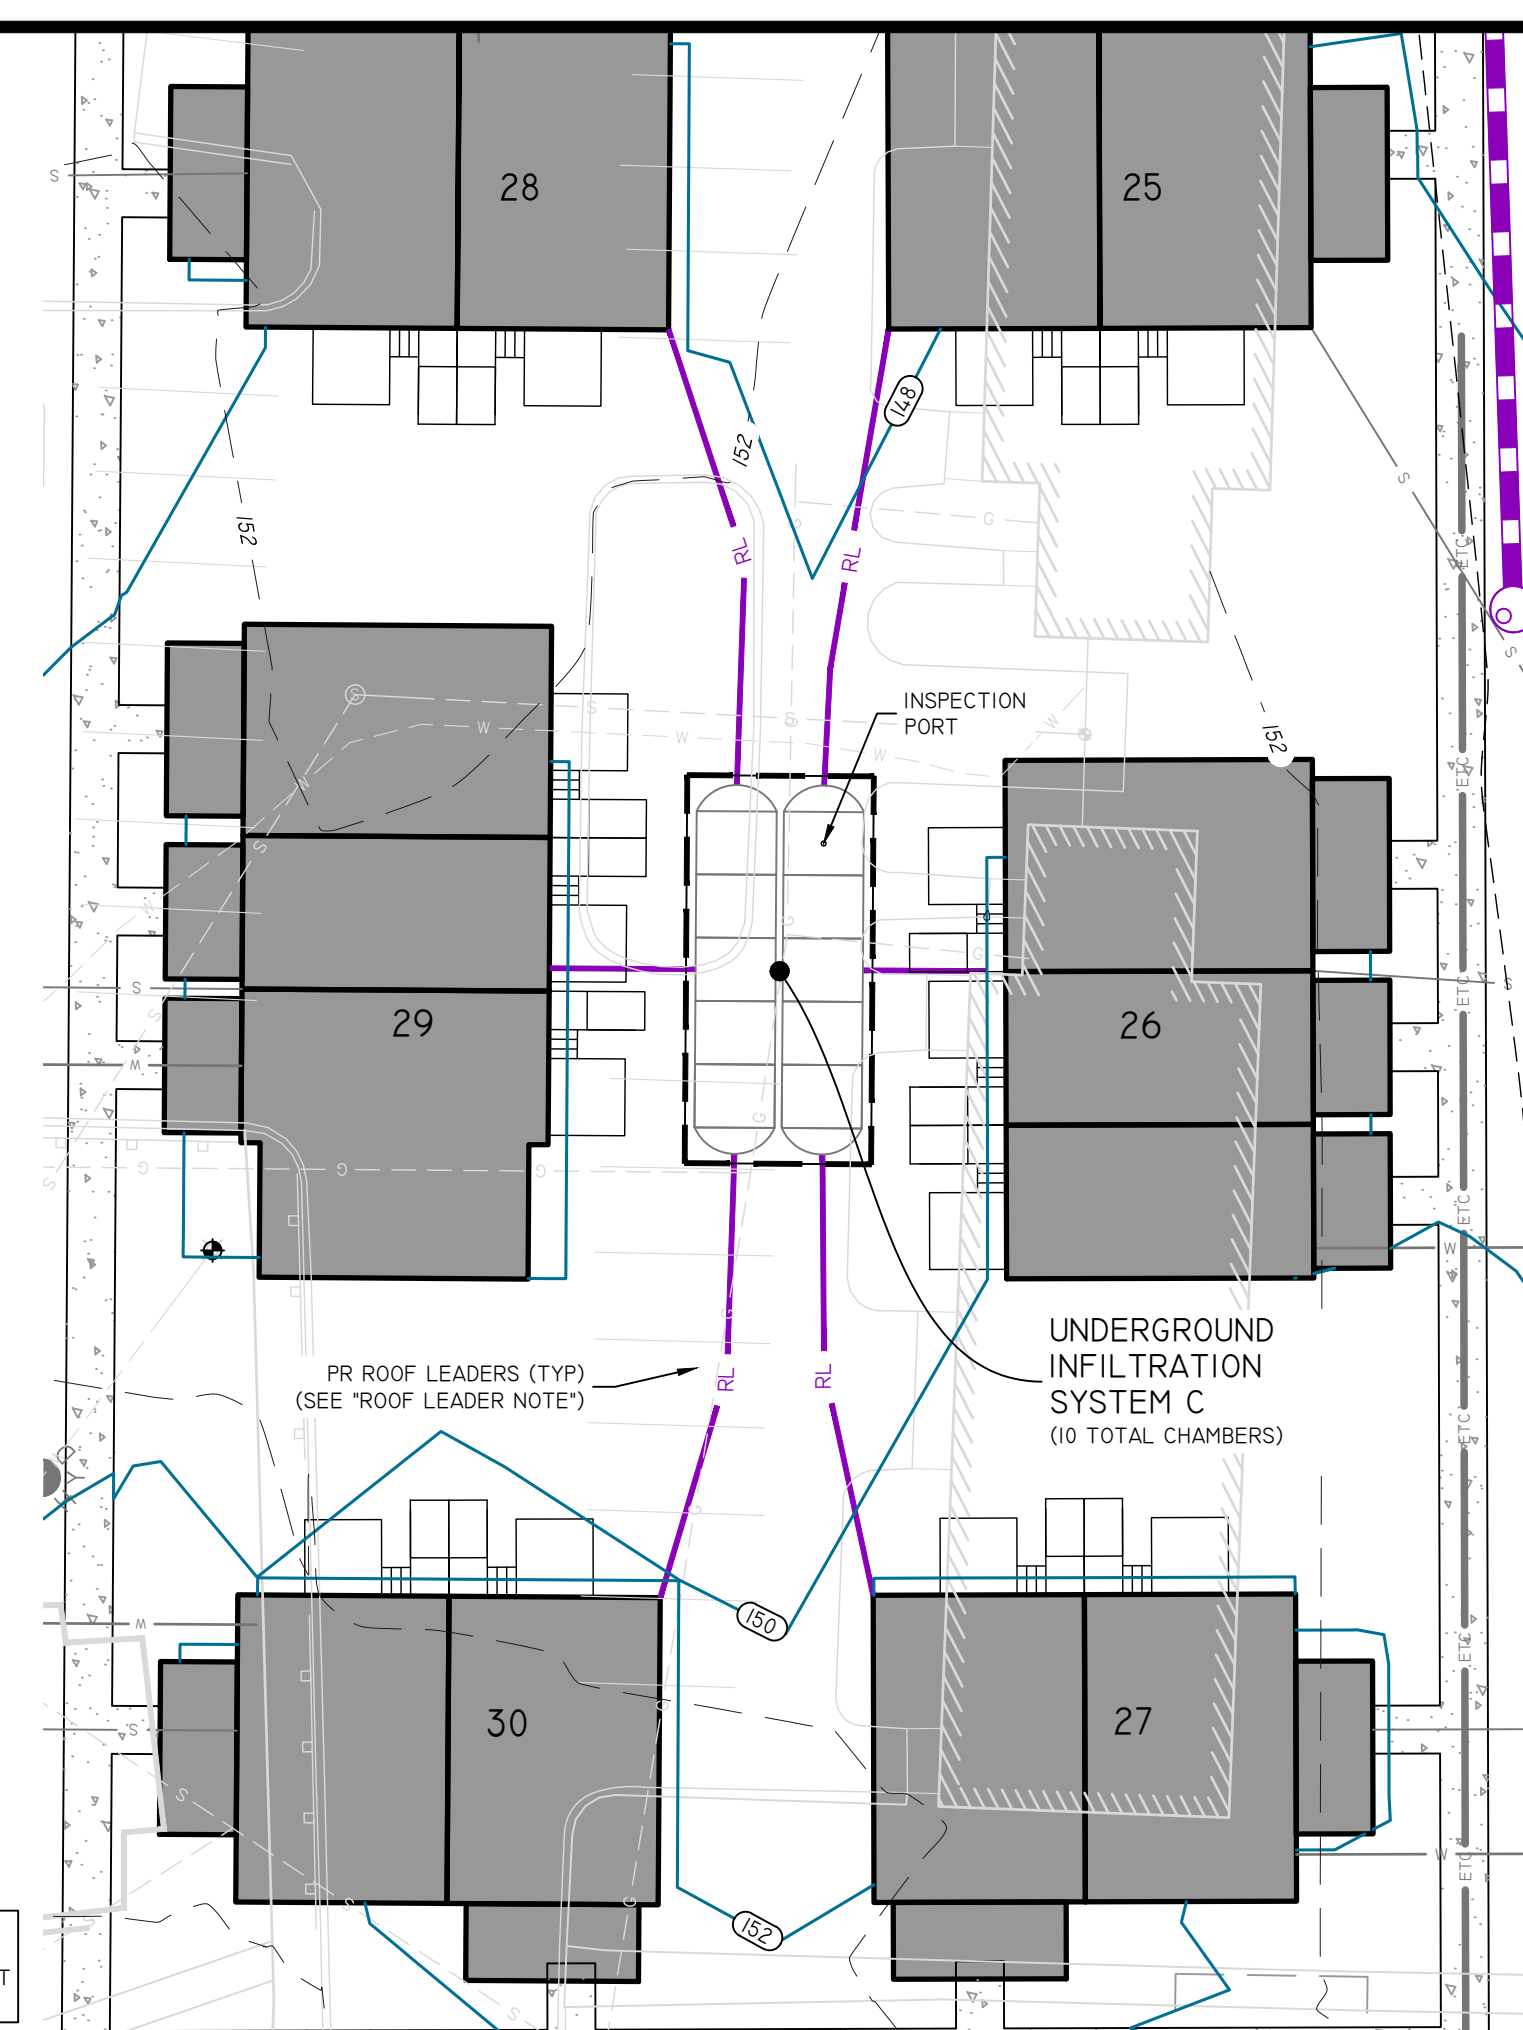 28
25
S
148
152
152
S
G
RL
RL
ETC
S
INSPECTION
PORT
S
S
S
W
W
W
W
152
ETC
W
S
W
G
G
S
S
ETC
S
29
26
W
G
G
G
G
S
ETC
W
G
UNDERGROUND
INFILTRATION
SYSTEM C
(10 TOTAL CHAMBERS)
PR ROOF LEADERS (TYP)
(SEE "ROOF LEADER NOTE")
RL
RL
ETC
D
G
150
W
ETC
G
S
30
27
S
W
ETC
G
S
S
152
T
S